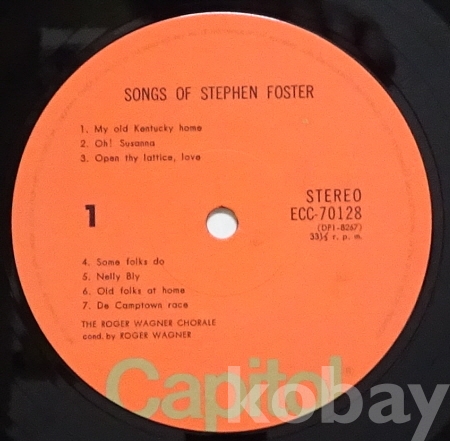 SONGS OF STEPHEN FOSTER
1. My old Kentucky home
2. Oh! Susanna
3. Open thy lattice, love
1
STEREO
ECC-70128
(DPI-8267)
33⅓ r. p. m.
4. Some folks do
5. Nelly Bly
6. Old folks at home
7. De Camptown race
THE ROGER WAGNER CHORALE
cond. by ROGER WAGNER
Capitol
kobay